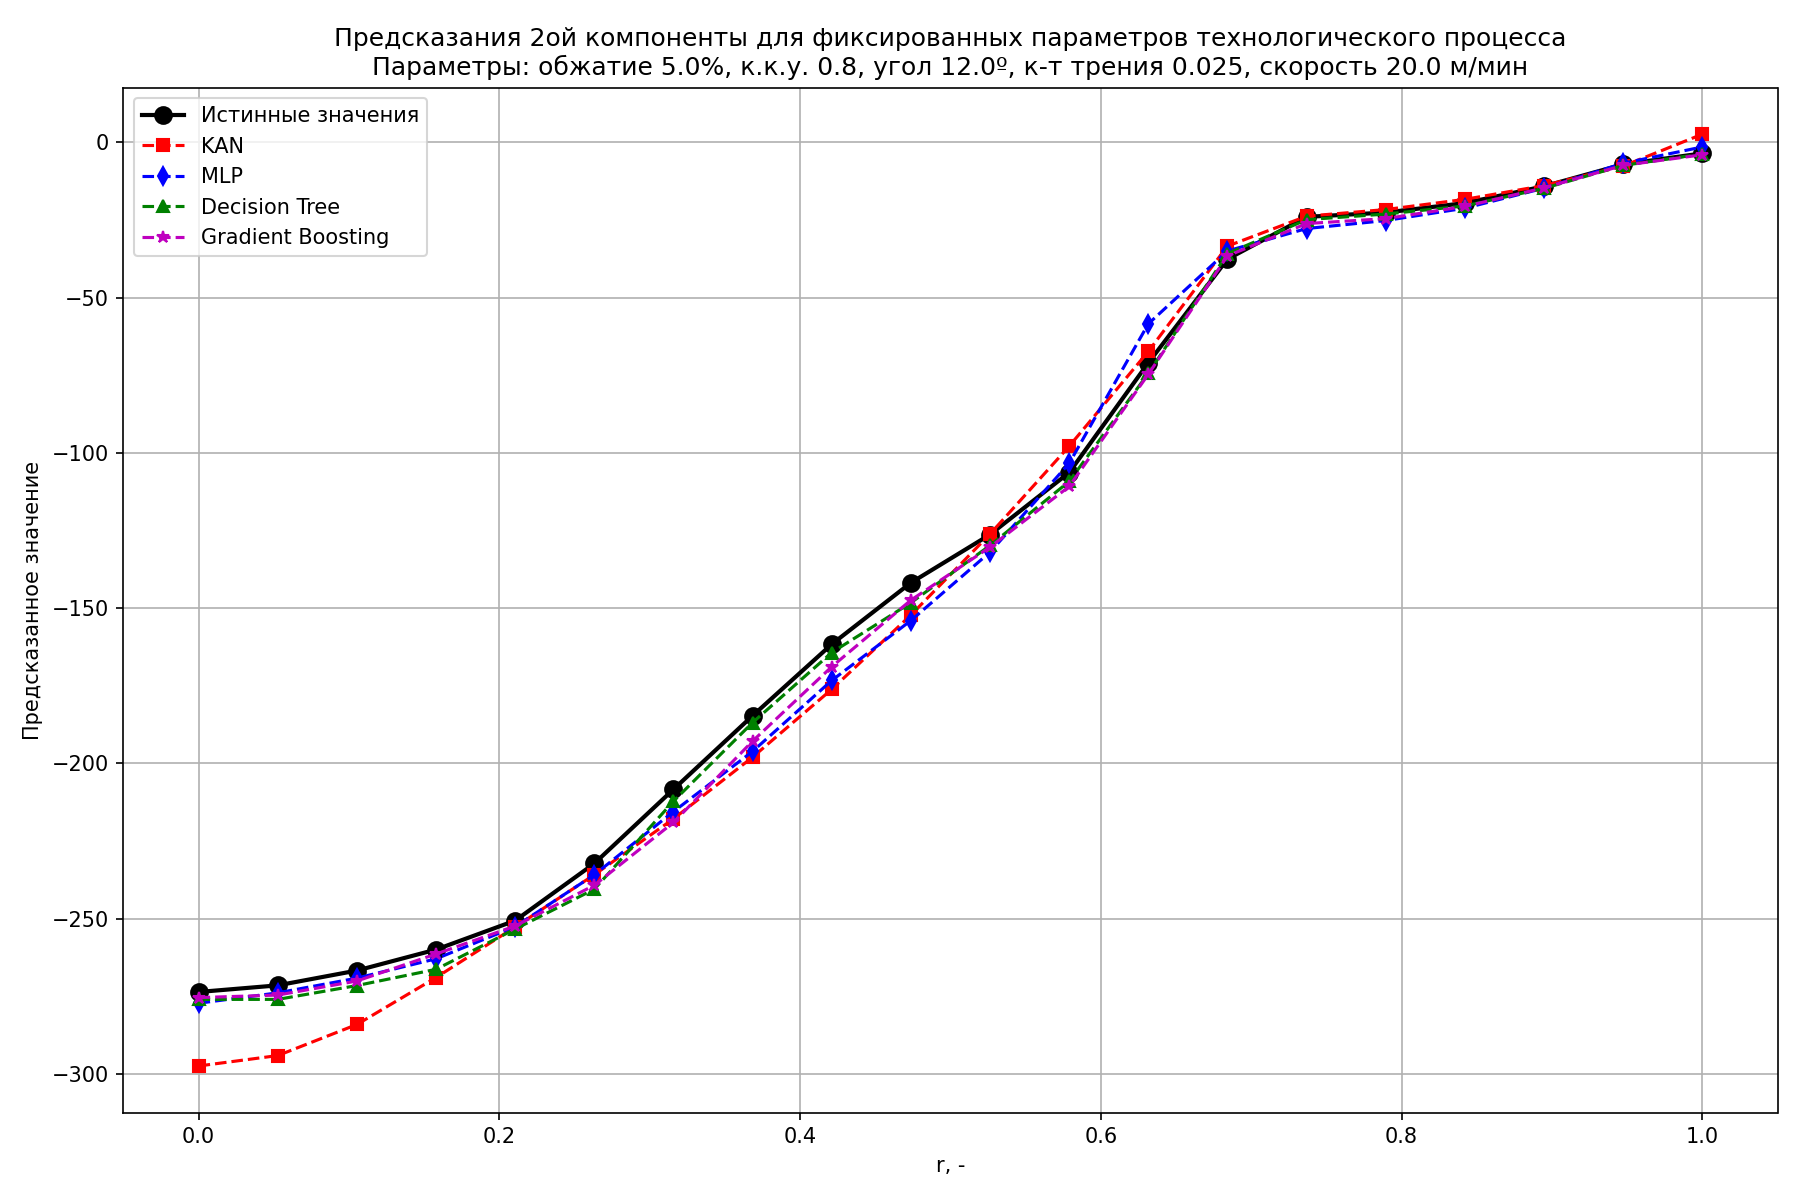 Предсказания 2ой компоненты для фиксированных параметров технологического процесса
Параметры: обжатие 5.0%, к.к.у. 0.8, угол 12.0º, к-т трения 0.025, скорость 20.0 м/мин
Истинные значения
KAN
MLP
Decision Tree
Gradient Boosting
Предсказанное значение
0
−50
−100
−150
−200
−250
−300
0.0
0.2
0.4
0.6
0.8
1.0
r, -